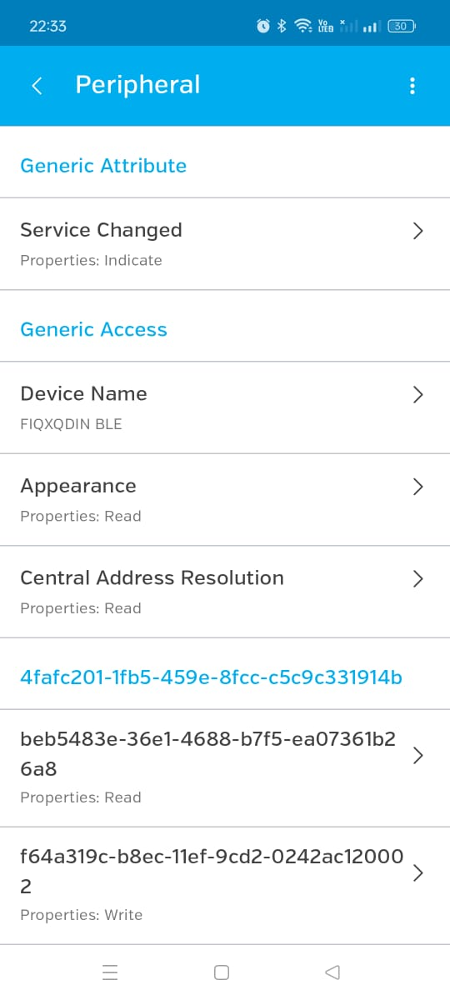 22:33
Vo LTEB
30
Peripheral
Generic Attribute
Service Changed
Properties: Indicate
Generic Access
Device Name
FIQXQDIN BLE
Appearance
Properties: Read
Central Address Resolution
Properties: Read
4fafc201-1fb5-459e-8fcc-c5c9c331914b
beb5483e-36e1-4688-b7f5-ea07361b2
6a8
Properties: Read
f64a319c-b8ec-11ef-9cd2-0242ac12000
2
Properties: Write